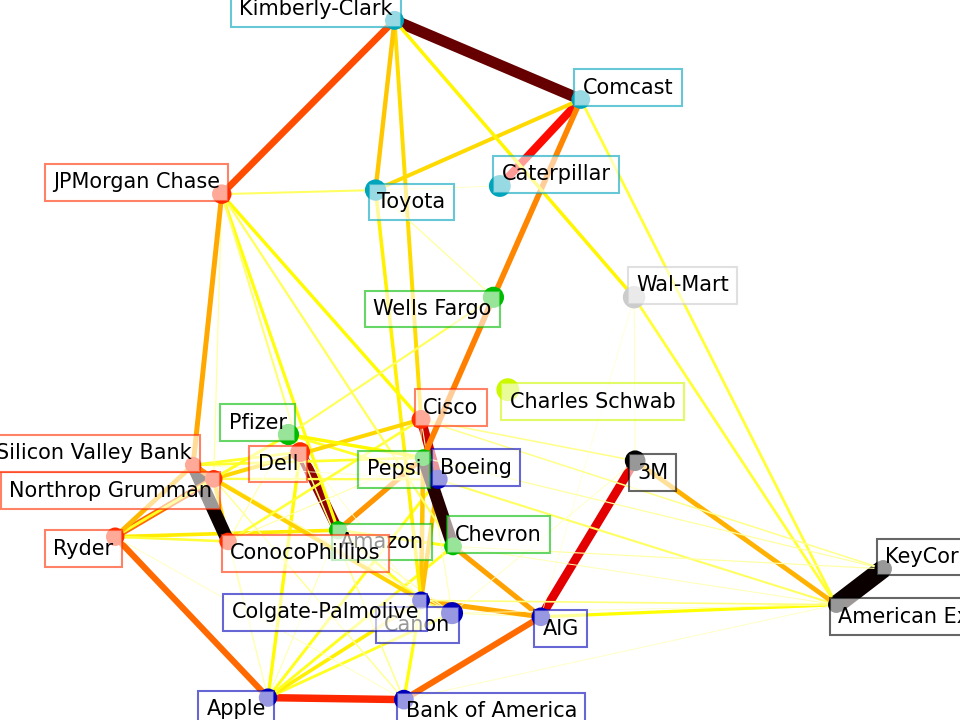 Kimberly-Clark
Comcast
Caterpillar
JPMorgan Chase
Toyota
Wal-Mart
Wells Fargo
Cisco
Charles Schwab
Pfizer
Silicon Valley Bank
Dell
Pepsi
Boeing
3M
Northrop Grumman
Ryder
Amazon
ConocoPhillips
Chevron
KeyCor
Colgate-Palmolive
Canon
AIG
American Ex
Apple
Bank of America